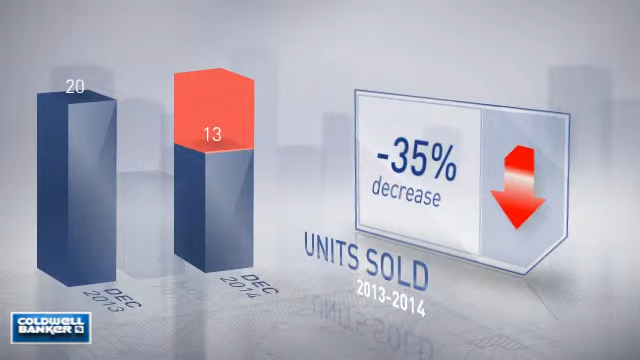 20
13
DEC
2013
DEC
2014
-35%
decrease
UNITS SOLD
2013-2014
COLDWELL
BANKER